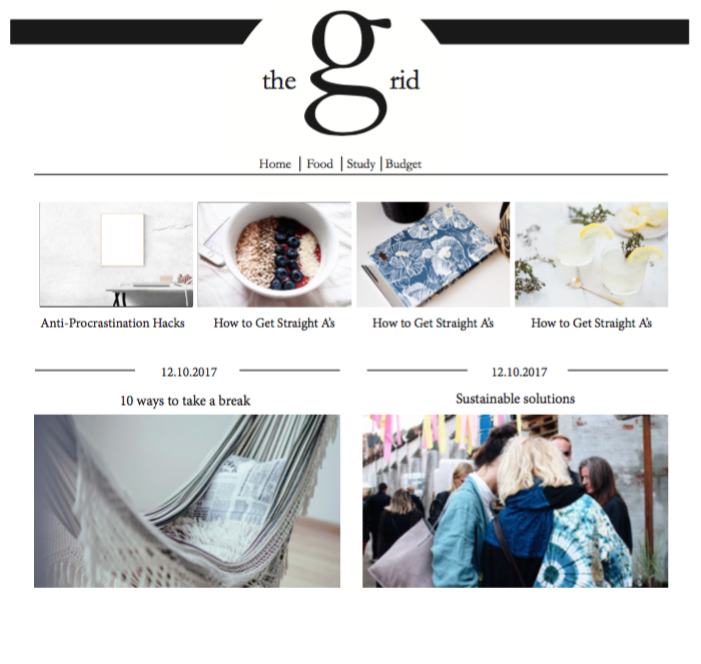 the g rid
Home | Food | Study | Budget
Anti-Procrastination Hacks
How to Get Straight A's
How to Get Straight A's
How to Get Straight A's
12.10.2017
10 ways to take a break
12.10.2017
Sustainable solutions